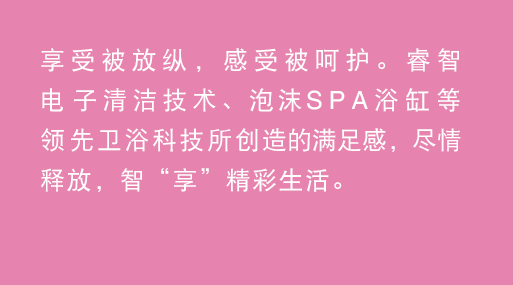 享受被放纵，感受被呵护。睿智
电子清洁技术、泡沫SPA浴缸等
领先卫浴科技所创造的满足感，尽情
释放，智“享”精彩生活。